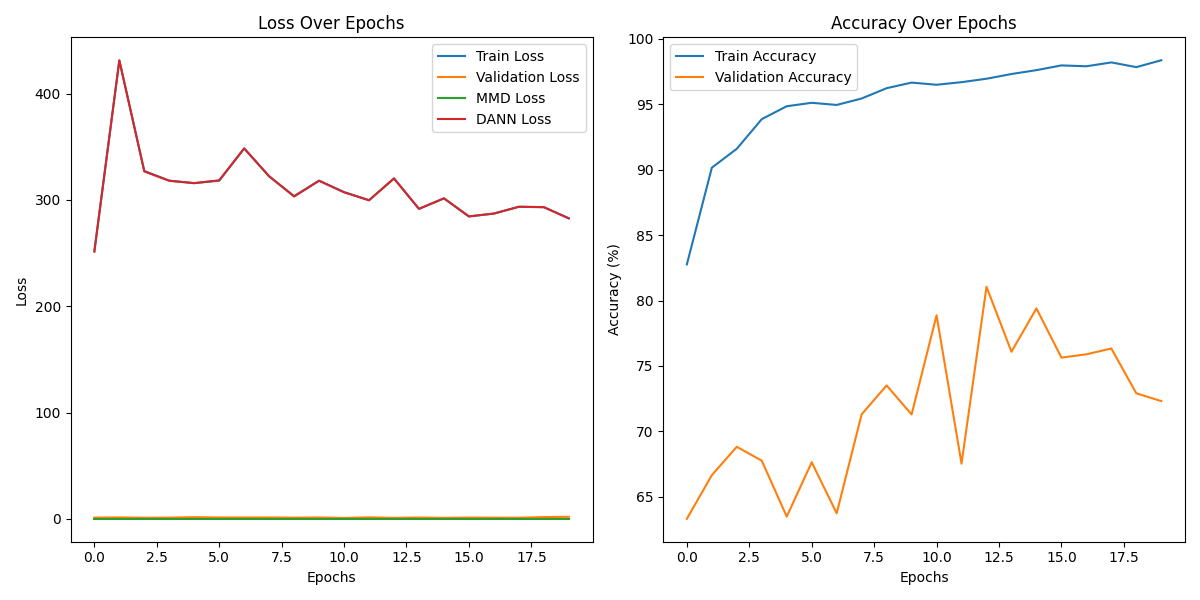 Loss Over Epochs
Train Loss
Validation Loss
MMD Loss
DANN Loss
Loss
400
300
200
100
0
0.0 2.5 5.0 7.5 10.0 12.5 15.0 17.5
Epochs
Accuracy Over Epochs
Train Accuracy
Validation Accuracy
Accuracy (%)
100
95
90
85
80
75
70
65
0.0 2.5 5.0 7.5 10.0 12.5 15.0 17.5
Epochs